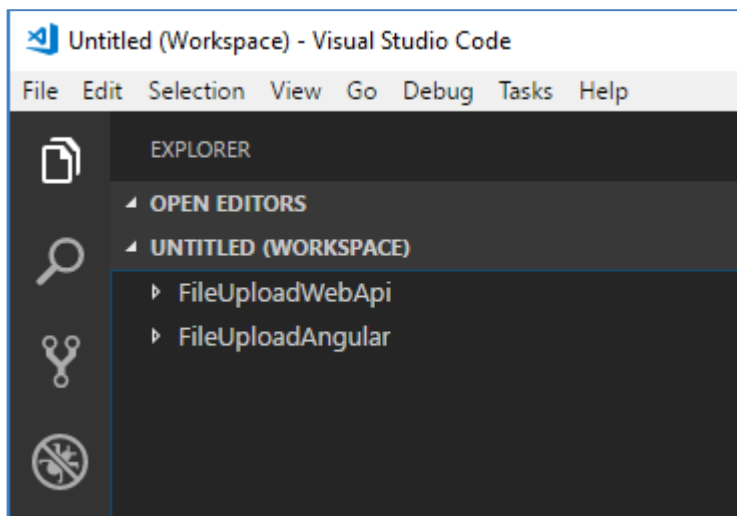 Untitled (Workspace) - Visual Studio Code
File Edit Selection View Go Debug Tasks Help
EXPLORER
OPEN EDITORS
UNTITLED (WORKSPACE)
FileUploadWebApi
FileUploadAngular